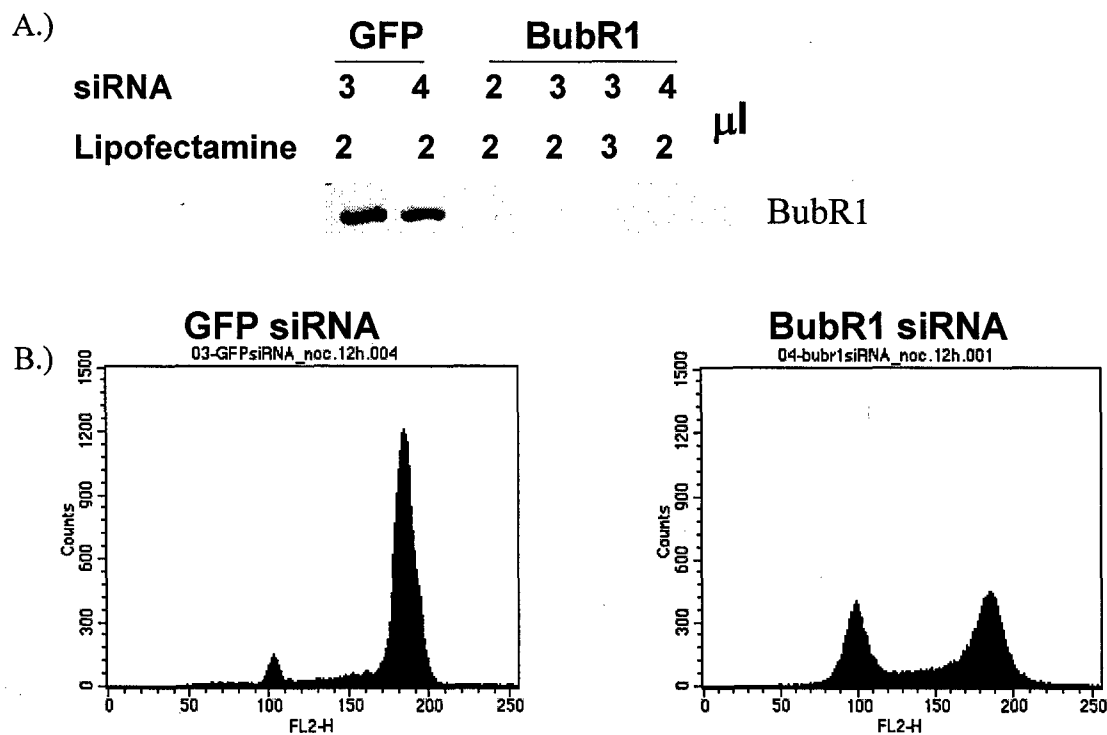 A.)
GFP BubR1
siRNA 3 4 2 3 3 4
µl
Lipofectamine 2 2 2 2 3 2
BubR1
B.)
GFP siRNA
03-GFPsiRNA_noc.12h.004
Counts
1500
1200
900
600
300
0
0 50 100 150 200 250
FL2-H
BubR1 siRNA
04-bubr1siRNA_noc.12h.001
Counts
1500
1200
900
600
300
0
0 50 100 150 200 250
FL2-H